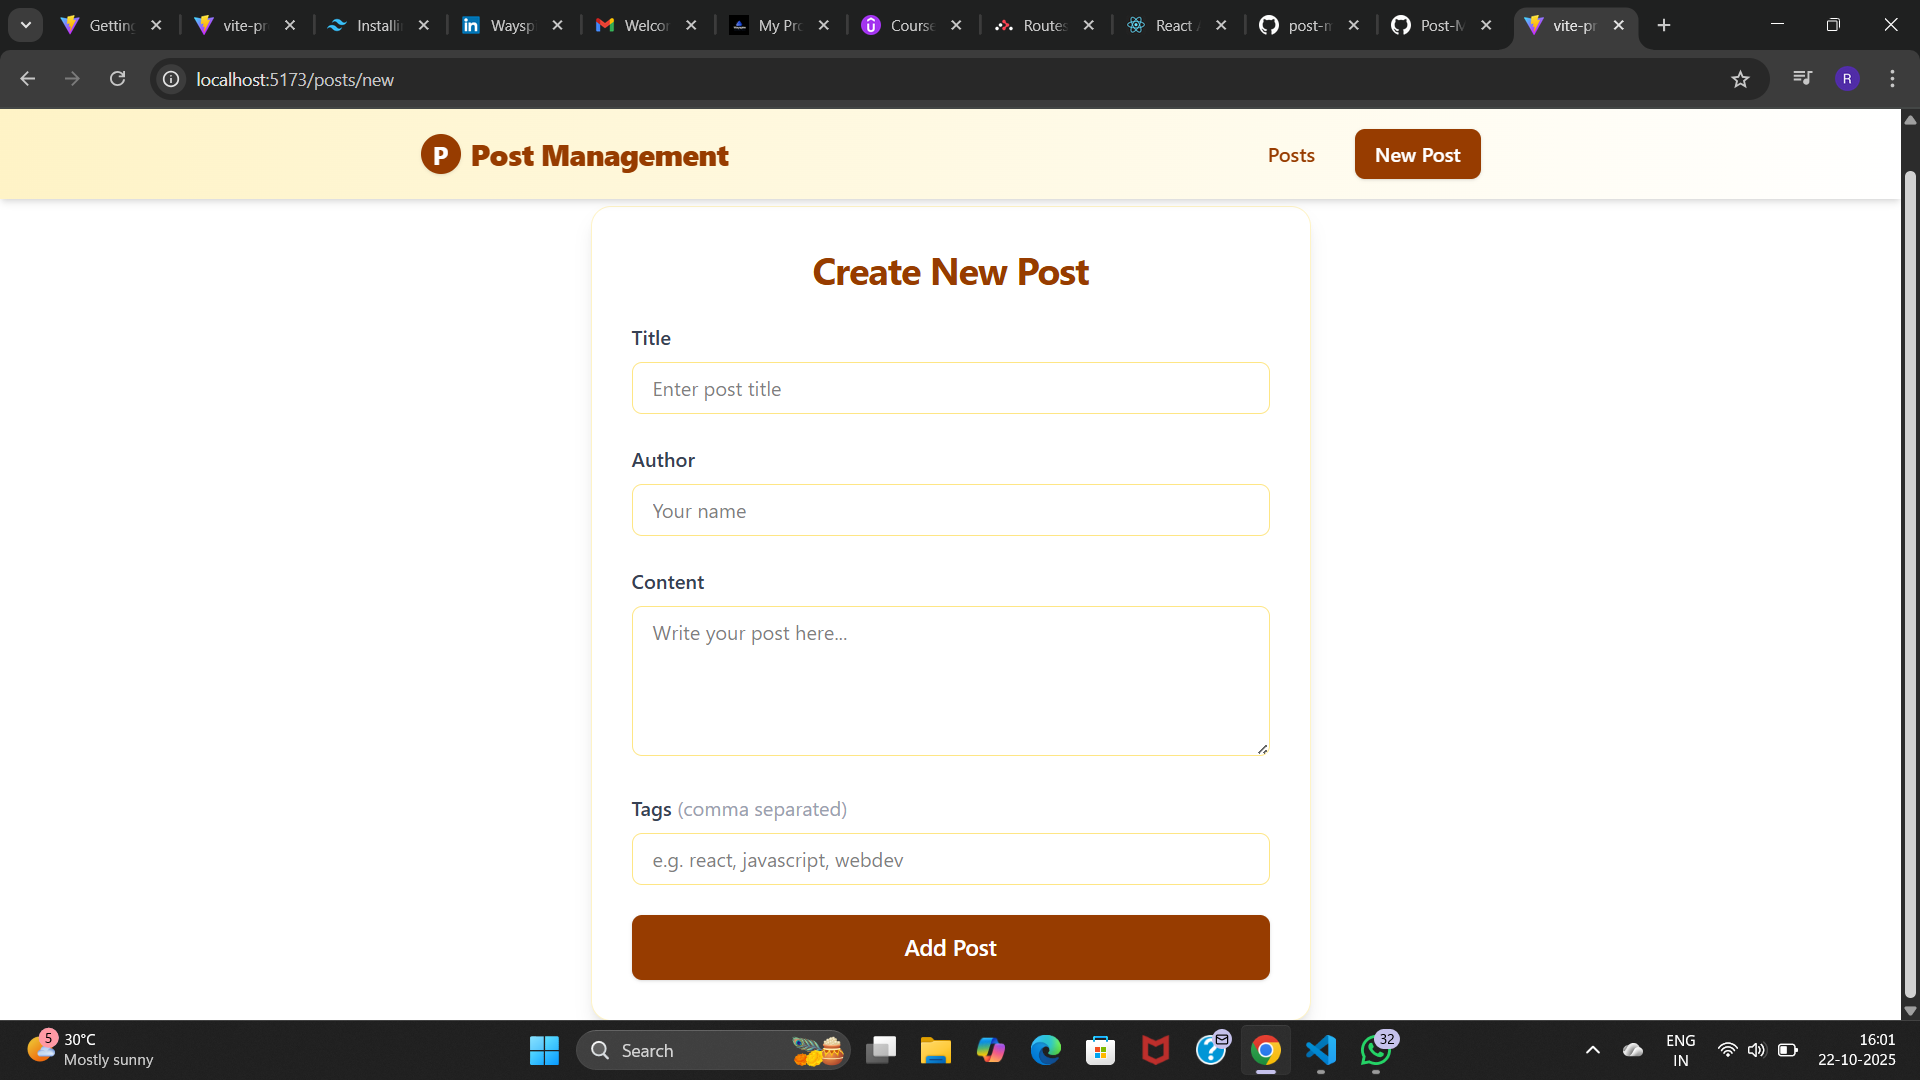 Getting
vite-pr
Installi
Wayspi
Welcor
My Pro
Course
Routes
React
post-m
Post-M
vite-pr
localhost:5173/posts/new
R
P Post Management
Posts
New Post
Create New Post
Title
Enter post title
Author
Your name
Content
Write your post here...
Tags (comma separated)
e.g. react, javascript, webdev
Add Post
5
30°C
Mostly sunny
Search
32
ENG
IN
16:01
22-10-2025